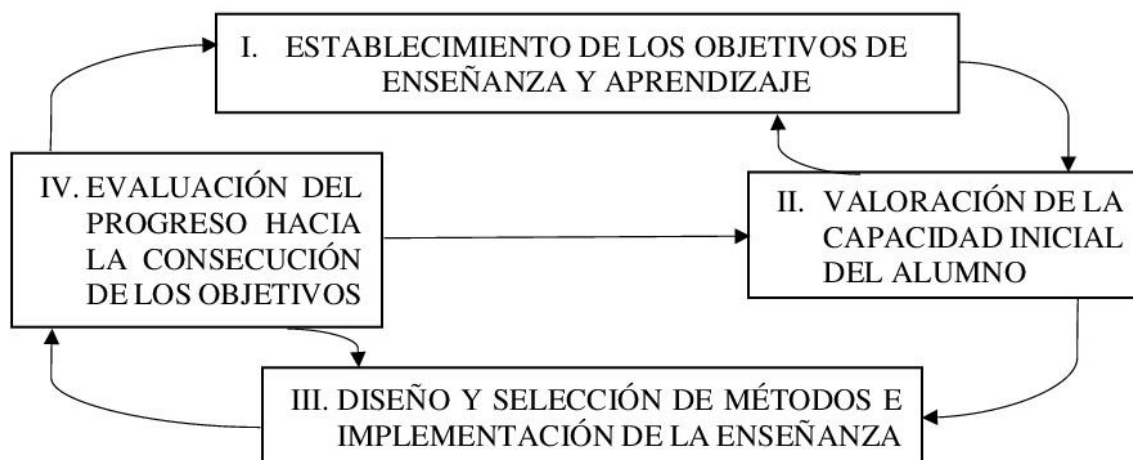 I. ESTABLECIMIENTO DE LOS OBJETIVOS DE
ENSEÑANZA Y APRENDIZAJE
IV. EVALUACIÓN DEL
PROGRESO HACIA
LA CONSECUCIÓN
DE LOS OBJETIVOS
II. VALORACIÓN DE LA
CAPACIDAD INICIAL
DEL ALUMNO
III. DISEÑO Y SELECCIÓN DE MÉTODOS E
IMPLEMENTACIÓN DE LA ENSEÑANZA